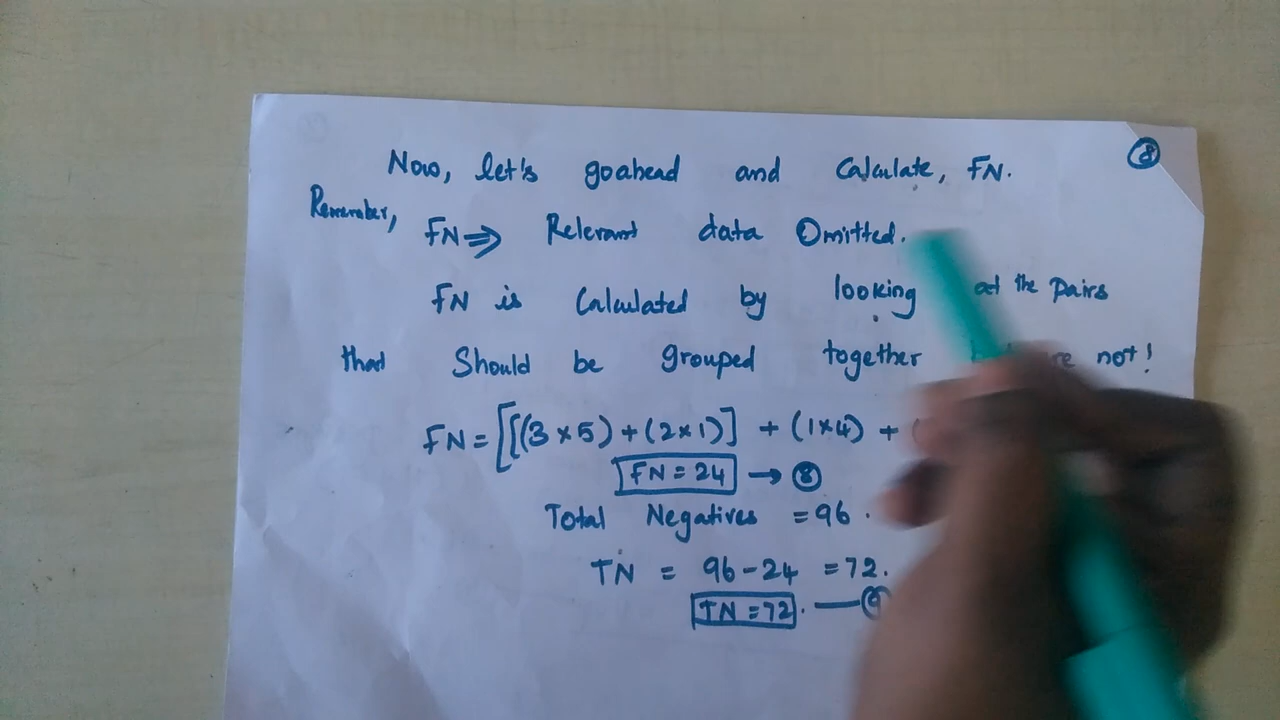 Now, let's goahead and Calculate, FN. ⑧
Remember,
FN ⇒ Relevant data Omitted.
FN is Calculated by looking at the pairs
that Should be grouped together not!
FN = [[(3×5)+(2×1)] + (1×4) + (
FN = 24 → ⑧
Total Negatives = 96.
TN = 96-24 = 72.
TN = 72. — ⑨